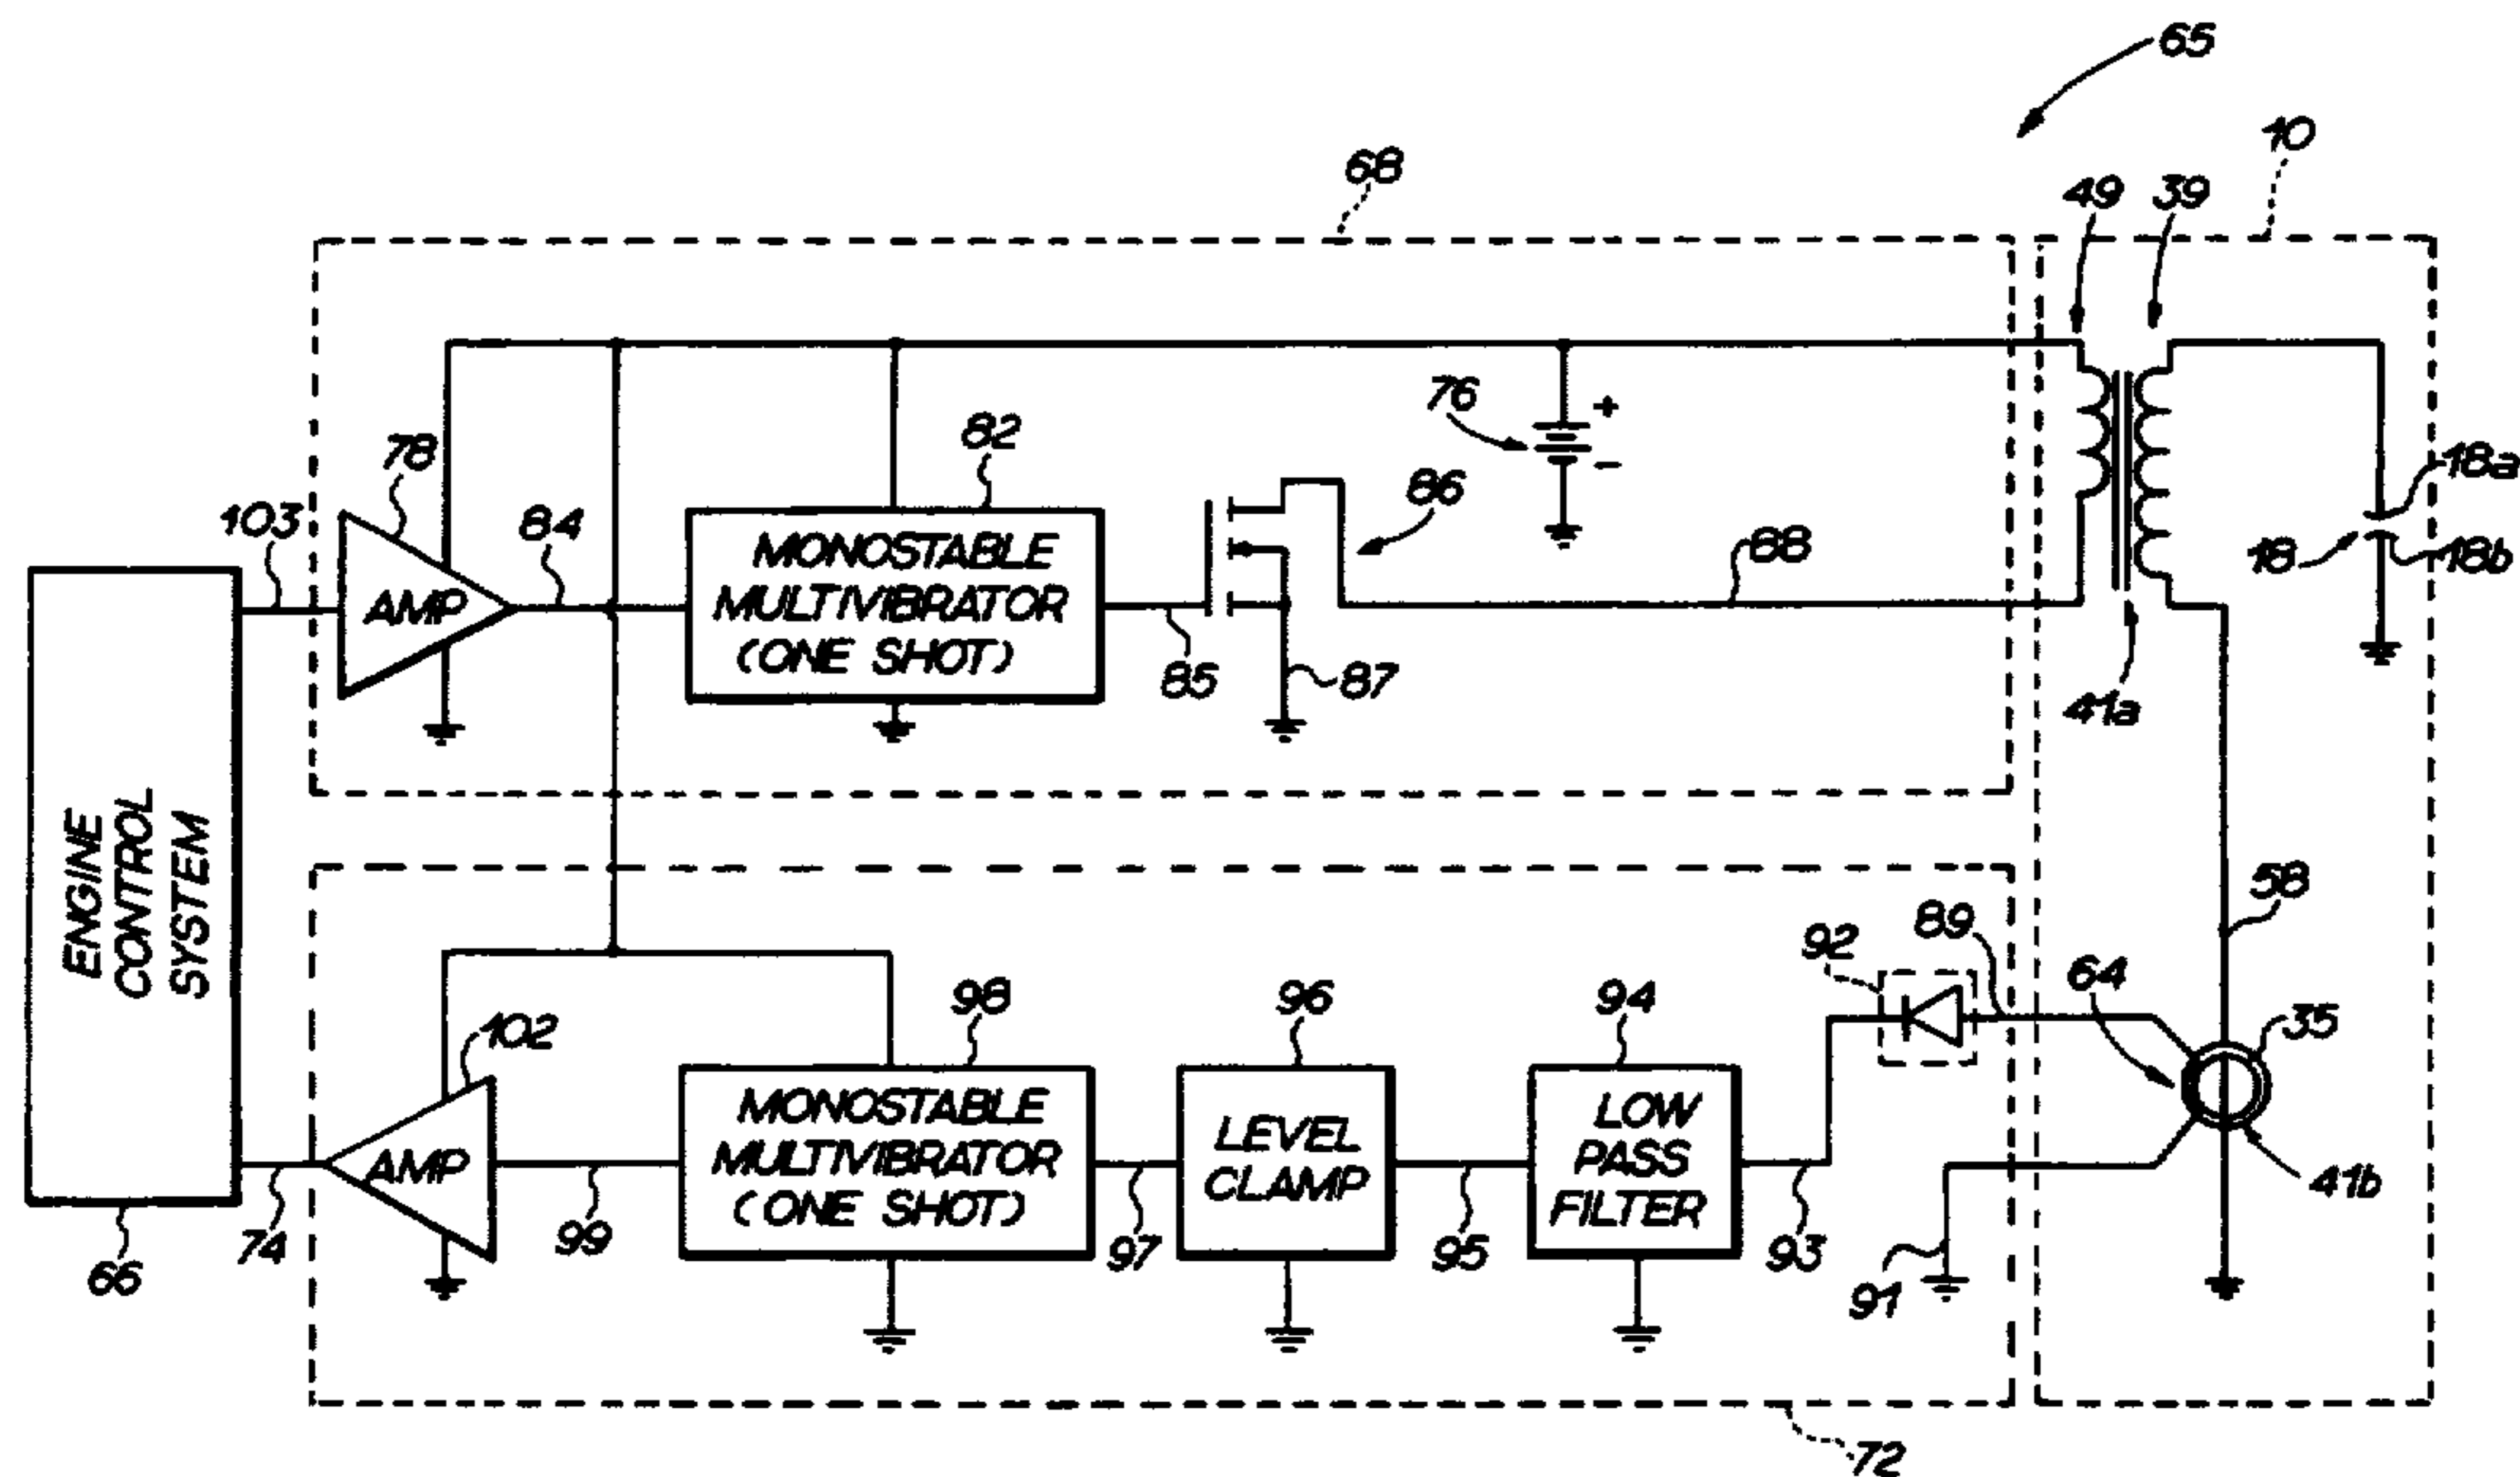 65
10
68
49
39
76
+
-
82
78
86
18a
103
84
88
18
18b
AMP
MONOSTABLE
MULTIVIBRATOR
(ONE SHOT)
85
87
41a
ENGINE
CONTROL
SYSTEM
58
89
92
64
98
96
94
102
35
AMP
MONOSTABLE
MULTIVIBRATOR
(ONE SHOT)
LEVEL
CLAMP
LOW
PASS
FILTER
41b
74
99
97
95
93
66
91
72